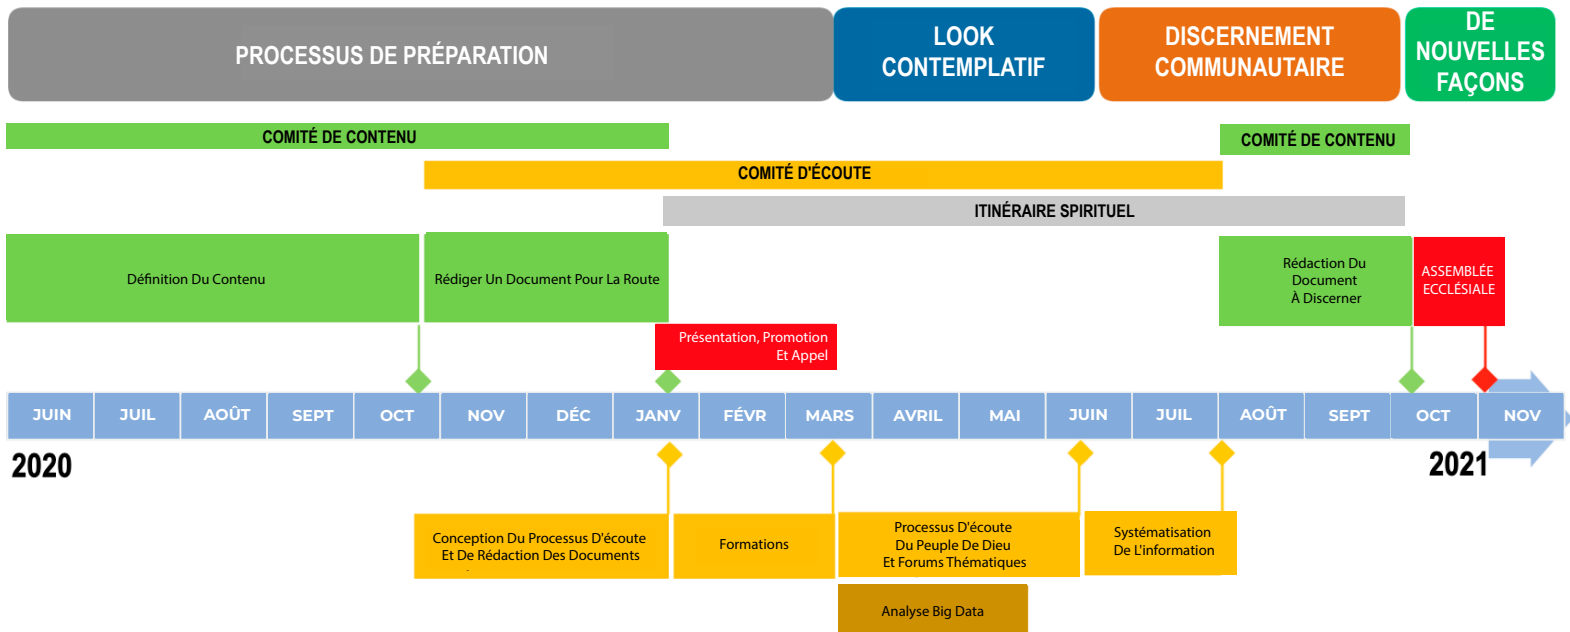 PROCESSUS DE PRÉPARATION
LOOK
CONTEMPLATIF
DISCERNEMENT
COMMUNAUTAIRE
DE
NOUVELLES
FAÇONS
COMITÉ DE CONTENU
COMITÉ DE CONTENU
COMITÉ D'ÉCOUTE
ITINÉRAIRE SPIRITUEL
Définition Du Contenu
Rédiger Un Document Pour La Route
Rédaction Du
Document
À Discerner
ASSEMBLÉE
ECCLÉSIALE
Présentation, Promotion
Et Appel
JUIN
JUIL
AOÛT
SEPT
OCT
NOV
DÉC
JANV
FÉVR
MARS
AVRIL
MAI
JUIN
JUIL
AOÛT
SEPT
OCT
NOV
2020
2021
Conception Du Processus D'écoute
Et De Rédaction Des Documents
Formations
Processus D'écoute
Du Peuple De Dieu
Et Forums Thématiques
Systématisation
De L'information
Analyse Big Data